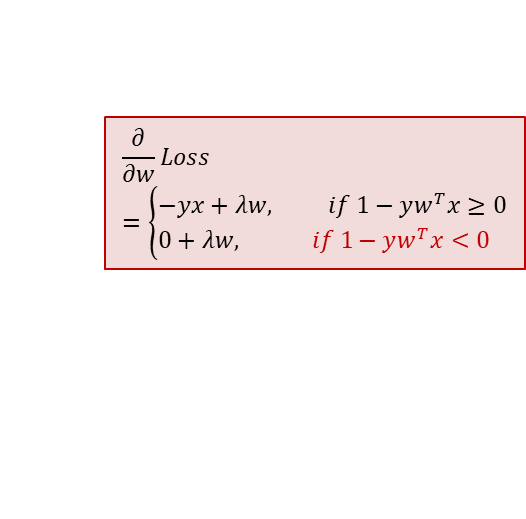 ∂
∂w Loss
= { −yx + λw, if 1 − yw^T x ≥ 0
0 + λw, if 1 − yw^T x < 0